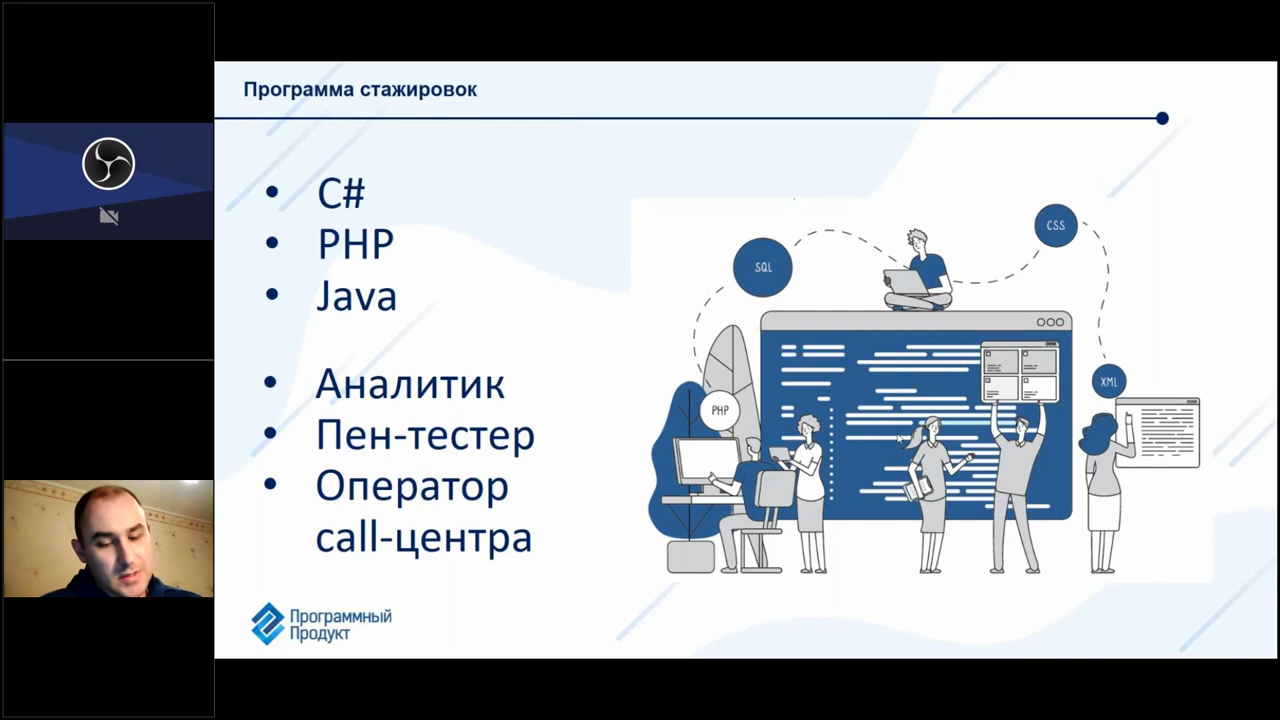 Программа стажировок
• C#
• PHP
• Java
• Аналитик
• Пен-тестер
• Оператор
call-центра
SQL
CSS
PHP
XML
Программный
Продукт